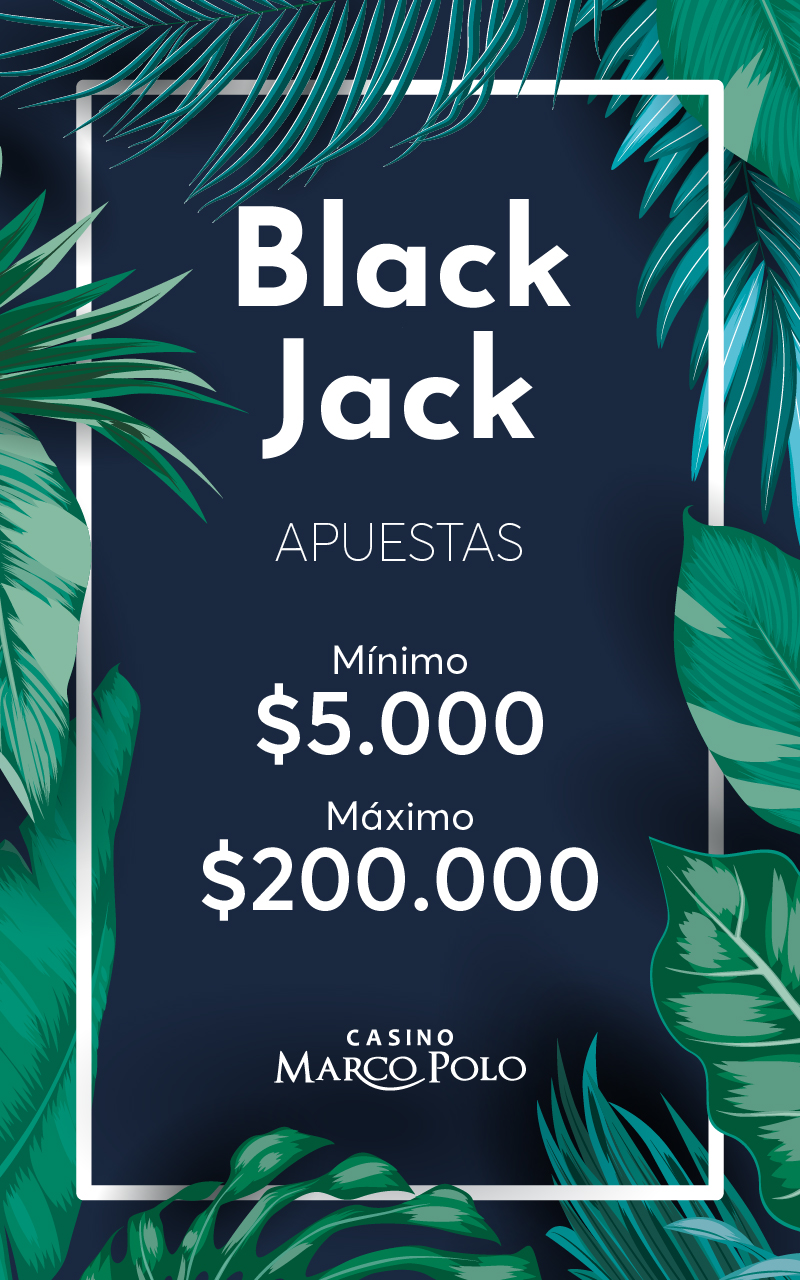 Black
Jack
APUESTAS
Mínimo
$5.000
Máximo
$200.000
CASINO
MARCO POLO